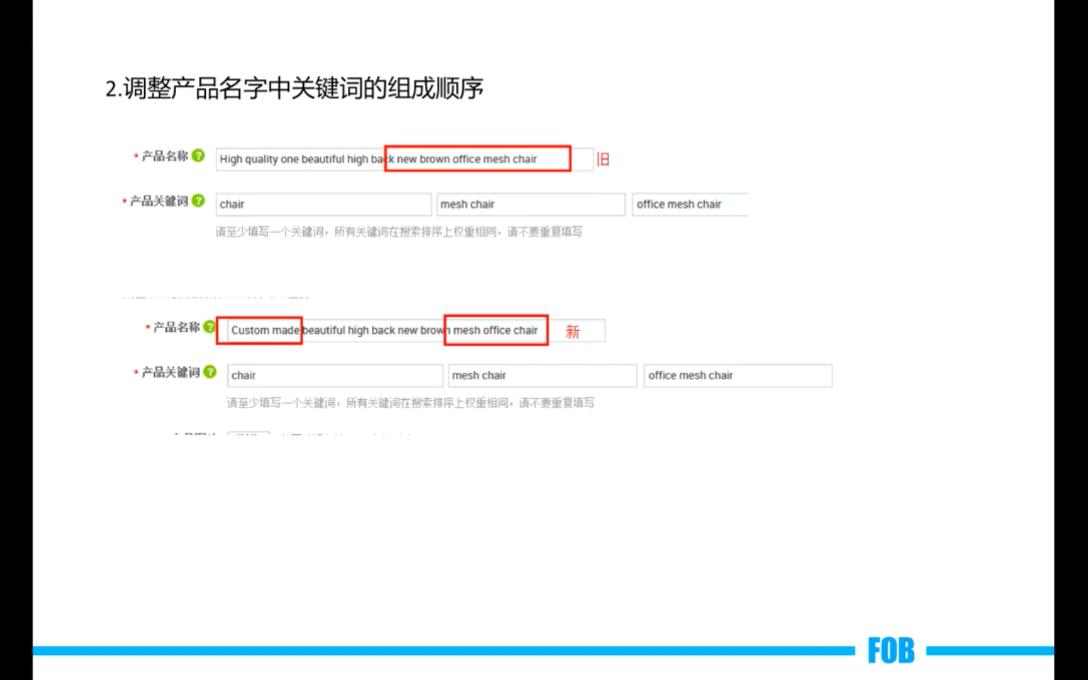 2.调整产品名字中关键词的组成顺序
* 产品名称 ? High quality one beautiful high back new brown office mesh chair 旧
* 产品关键词 ? chair mesh chair office mesh chair
请至少填写一个关键词，所有关键词在搜索排序上权重相同，请不要重复填写
* 产品名称 ? Custom made beautiful high back new brown mesh office chair 新
* 产品关键词 ? chair mesh chair office mesh chair
请至少填写一个关键词，所有关键词在搜索排序上权重相同，请不要重复填写
FOB